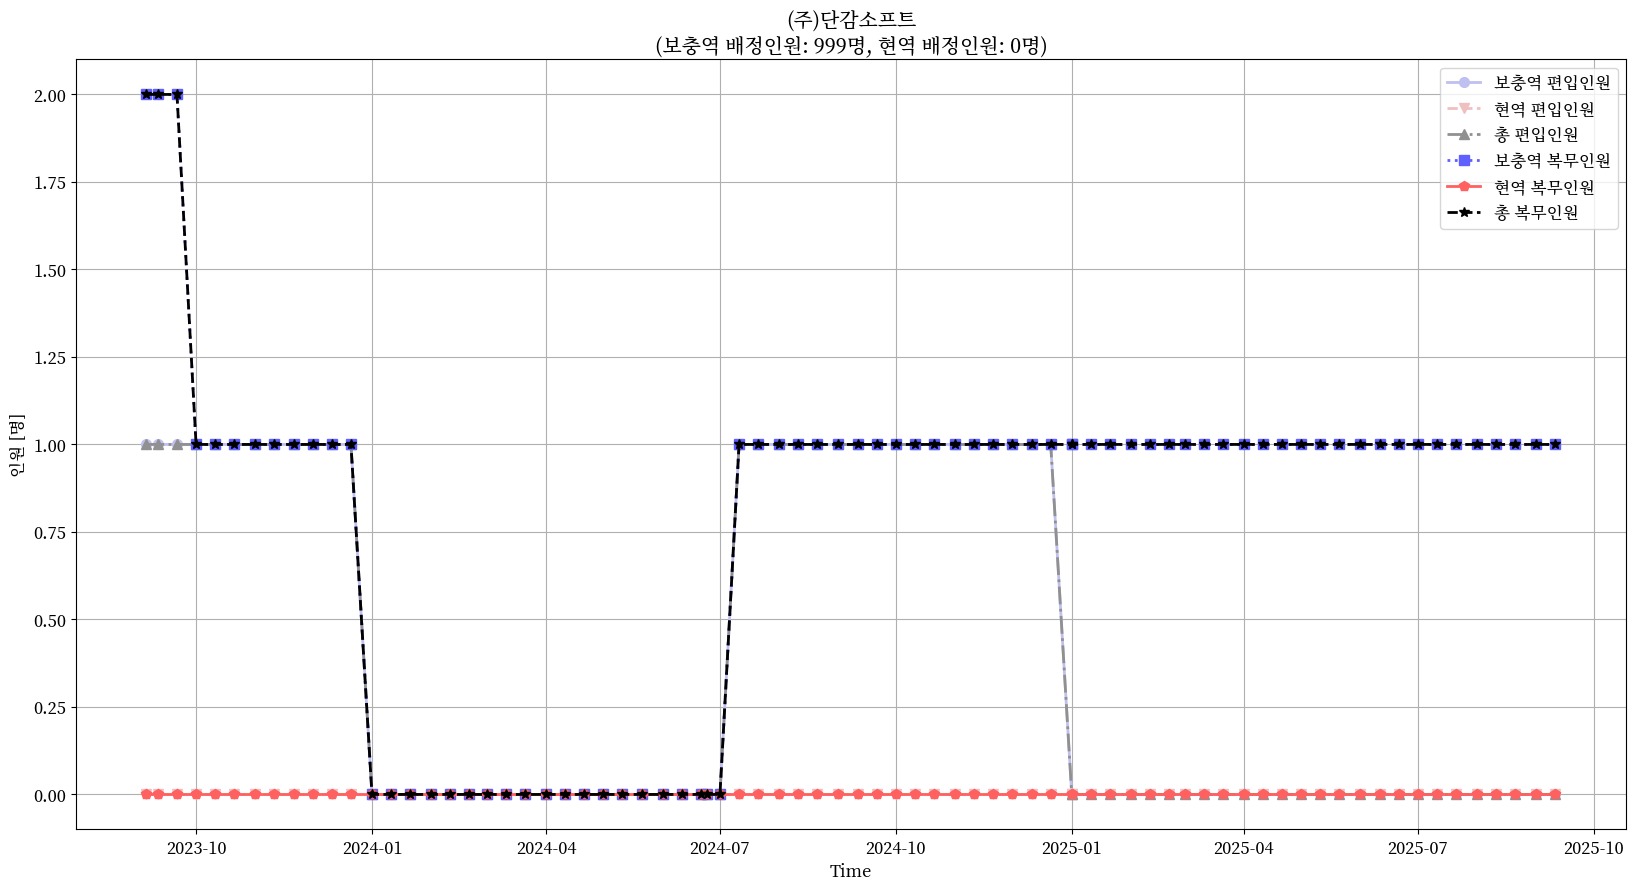 (주)단감소프트
(보충역 배정인원: 999명, 현역 배정인원: 0명)
보충역 편입인원
현역 편입인원
총 편입인원
보충역 복무인원
현역 복무인원
총 복무인원
인원 [명]
2.00
1.75
1.50
1.25
1.00
0.75
0.50
0.25
0.00
2023-10
2024-01
2024-04
2024-07
2024-10
2025-01
2025-04
2025-07
2025-10
Time